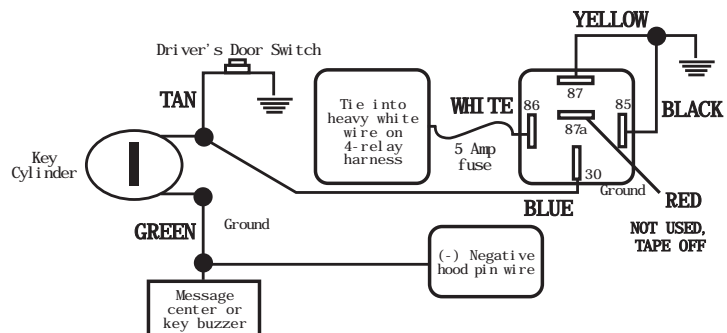 YELLOW
Driver's Door Switch
TAN
Tie into
heavy white
wire on
4-relay
harness
WHITE
5 Amp
fuse
86
87
87a
85
30
BLACK
Key
Cylinder
Ground
RED
BLUE
NOT USED,
TAPE OFF
GREEN
Ground
(-) Negative
hood pin wire
Message
center or
key buzzer